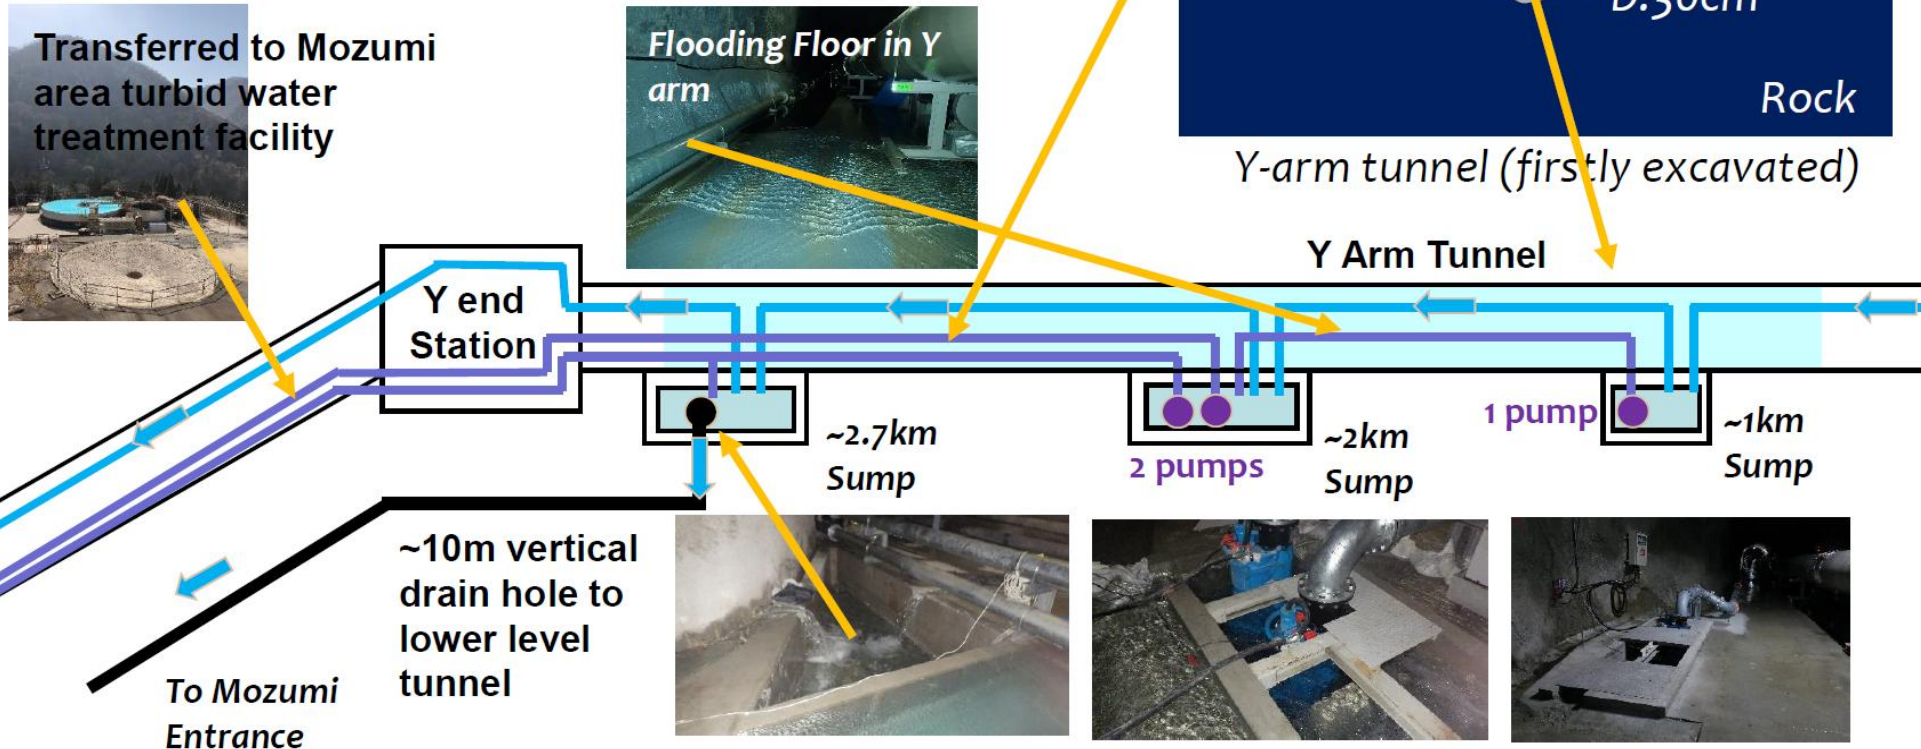 D:50cm
Rock
Y-arm tunnel (firstly excavated)
Transferred to Mozumi
area turbid water
treatment facility
Flooding Floor in Y
arm
Y Arm Tunnel
Y end
Station
~2.7km
Sump
2 pumps
~2km
Sump
1 pump
~1km
Sump
~10m vertical
drain hole to
lower level
tunnel
To Mozumi
Entrance